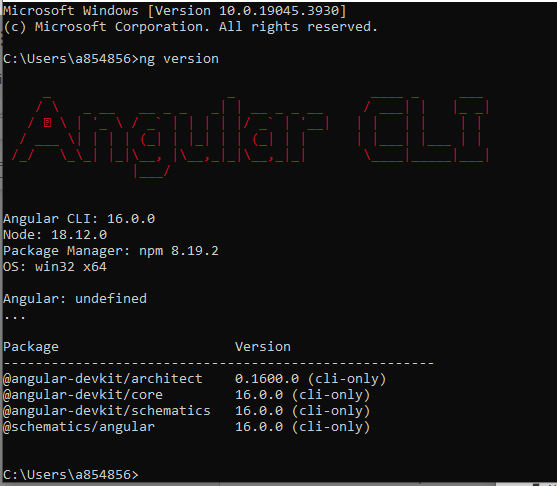 Microsoft Windows [Version 10.0.19045.3930]
(c) Microsoft Corporation. All rights reserved.
C:\Users\a854856>ng version
Angular CLI
Angular CLI: 16.0.0
Node: 18.12.0
Package Manager: npm 8.19.2
OS: win32 x64
Angular: undefined
...
Package Version
------------------------------------------------------
@angular-devkit/architect 0.1600.0 (cli-only)
@angular-devkit/core 16.0.0 (cli-only)
@angular-devkit/schematics 16.0.0 (cli-only)
@schematics/angular 16.0.0 (cli-only)
C:\Users\a854856>